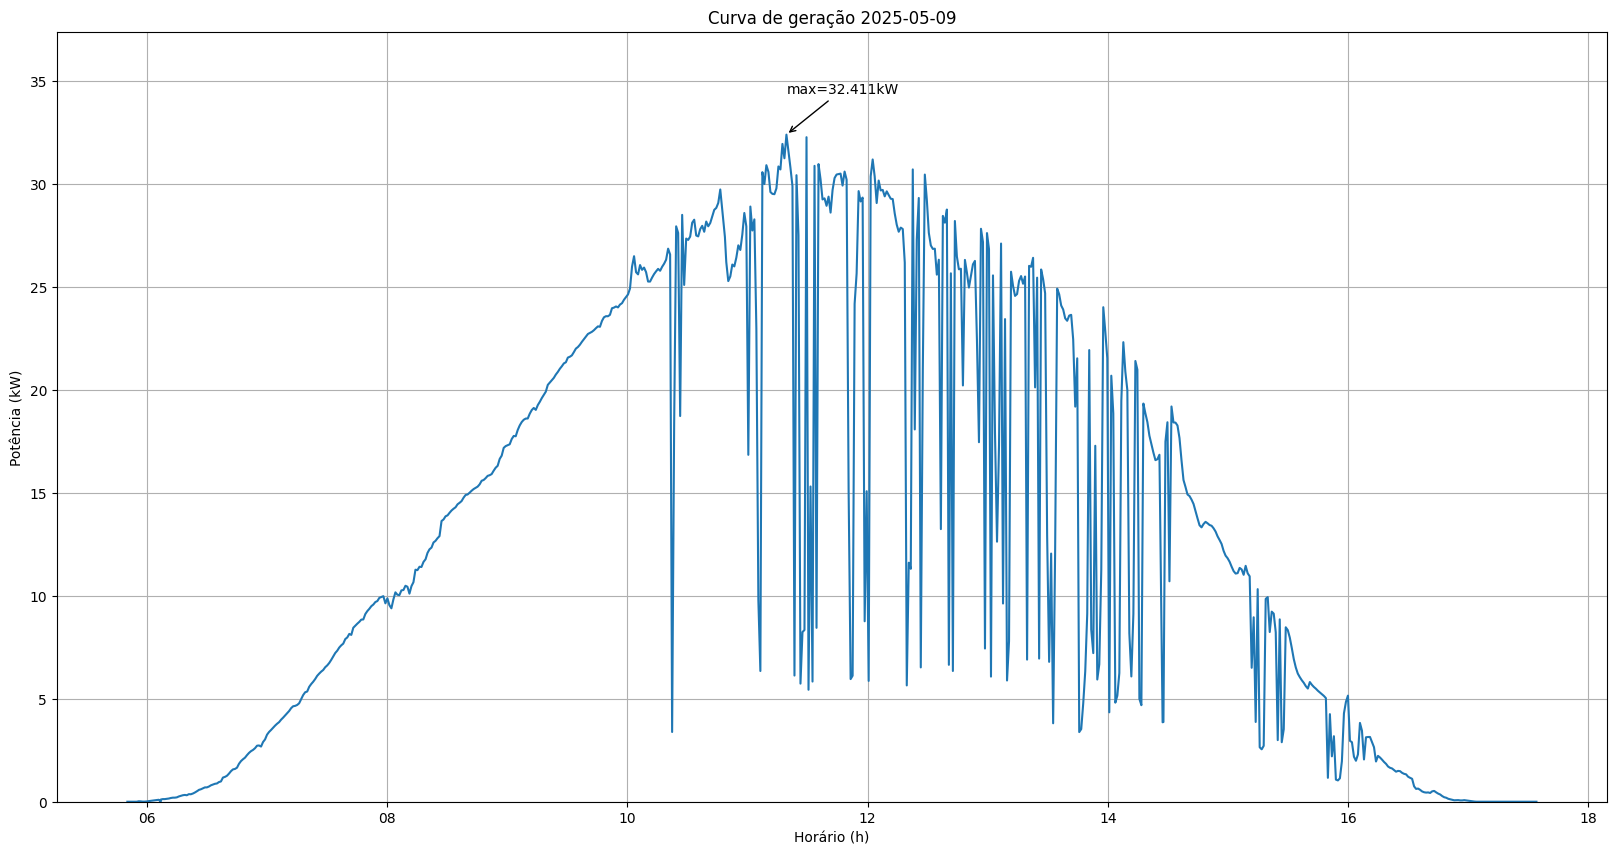 Curva de geração 2025-05-09
max=32.411kW
Potência (kW)
35
30
25
20
15
10
5
0
06 08 10 12 14 16 18
Horário (h)